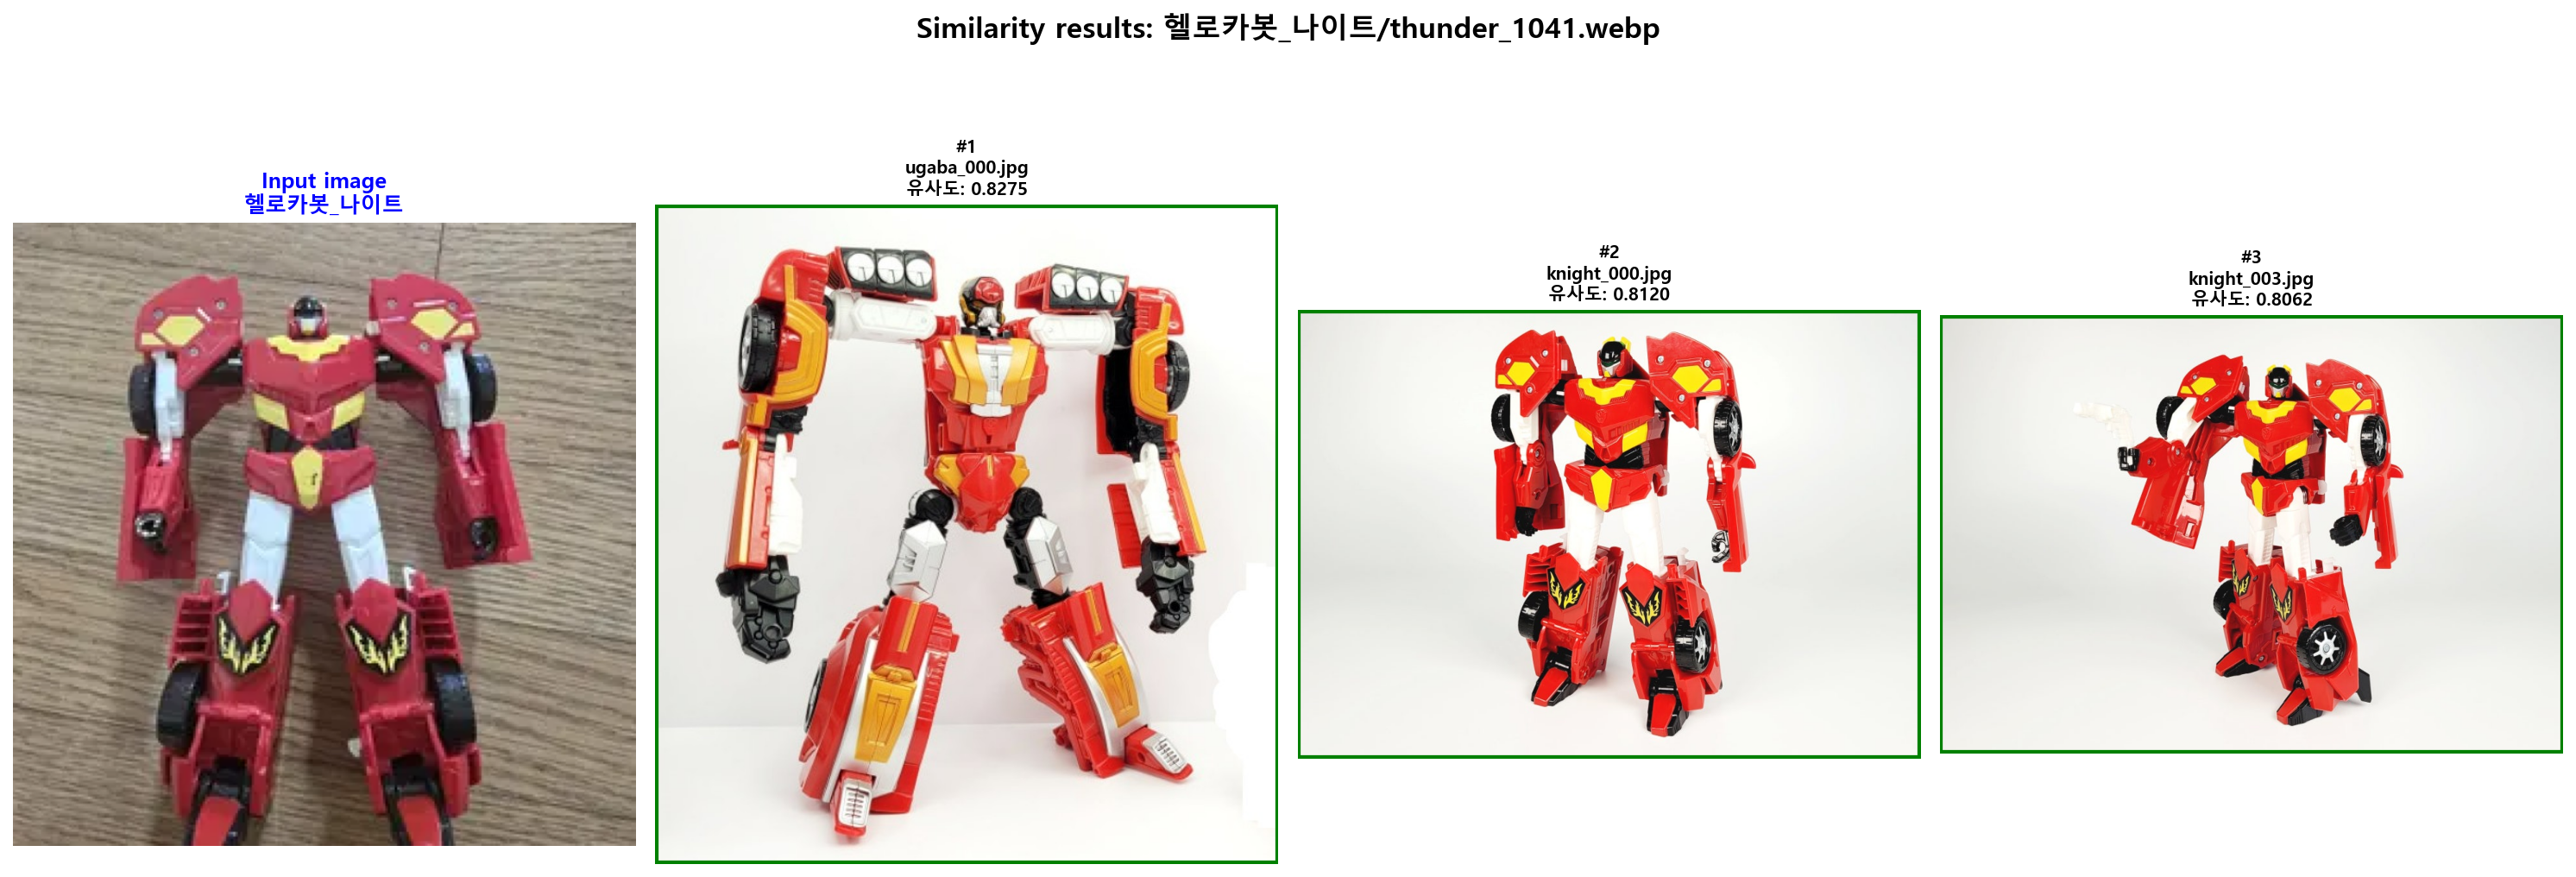 Similarity results: 헬로카봇_나이트/thunder_1041.webp
Input image
헬로카봇_나이트
#1
ugaba_000.jpg
유사도: 0.8275
#2
knight_000.jpg
유사도: 0.8120
#3
knight_003.jpg
유사도: 0.8062